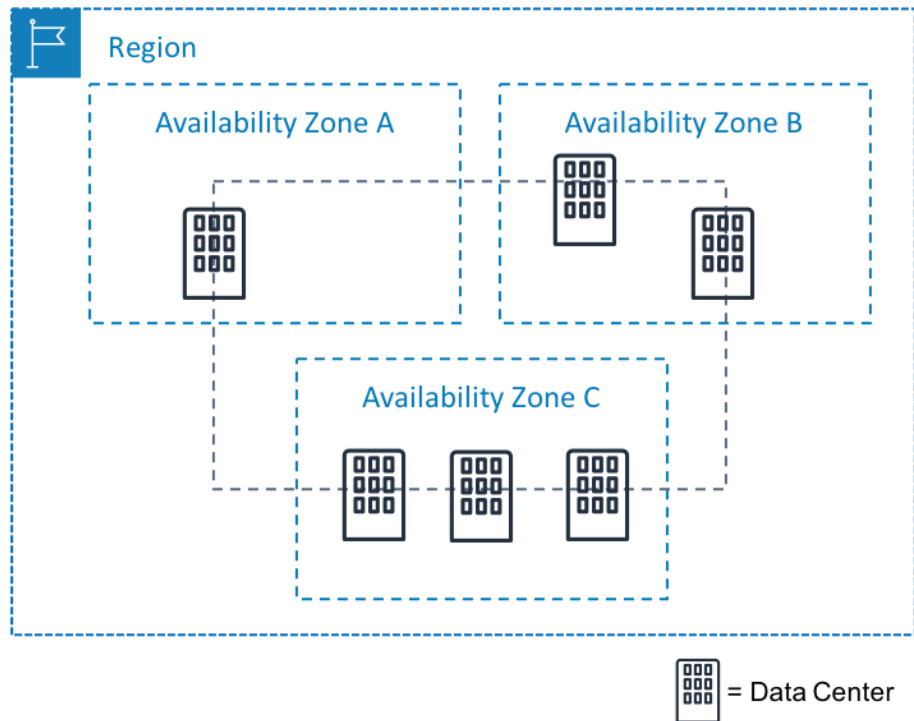 Region
Availability Zone A
Availability Zone B
Availability Zone C
= Data Center